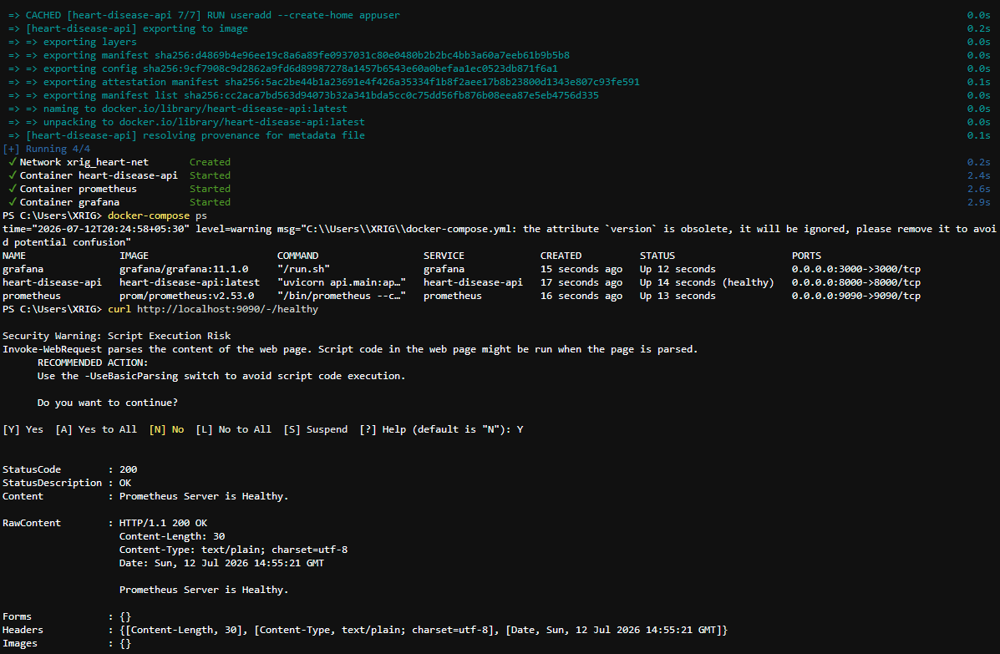 => CACHED [heart-disease-api 7/7] RUN useradd --create-home appuser 0.0s
=> [heart-disease-api] exporting to image 0.2s
=> => exporting layers 0.0s
=> => exporting manifest sha256:d4869b4e96ee19c8a6a89fe0937031c80e0480b2b2bc4bb3a60a7eeb61b9b5b8 0.0s
=> => exporting config sha256:9cf7908c9d2862a9fd6d89987278a1457b6543e60a0befaa1ec0523db871f6a1 0.0s
=> => exporting attestation manifest sha256:5ac2be44b1a23691e4f426a35334f1b8f2aee17b8b23800d1343e807c93fe591 0.1s
=> => exporting manifest list sha256:cc2aca7bd563d94073b32a341bda5cc0c75dd56fb876b08eea87e5eb4756d335 0.0s
=> => naming to docker.io/library/heart-disease-api:latest 0.0s
=> => unpacking to docker.io/library/heart-disease-api:latest 0.0s
=> [heart-disease-api] resolving provenance for metadata file 0.1s
[+] Running 4/4
✓ Network xrig_heart-net Created 0.2s
✓ Container heart-disease-api Started 2.4s
✓ Container prometheus Started 2.6s
✓ Container grafana Started 2.9s
PS C:\Users\XRIG> docker-compose ps
time="2026-07-12T20:24:58+05:30" level=warning msg="C:\\Users\\XRIG\\docker-compose.yml: the attribute `version` is obsolete, it will be ignored, please remove it to avoi
d potential confusion"
NAME IMAGE COMMAND SERVICE CREATED STATUS PORTS
grafana grafana/grafana:11.1.0 "/run.sh" grafana 15 seconds ago Up 12 seconds 0.0.0.0:3000->3000/tcp
heart-disease-api heart-disease-api:latest "uvicorn api.main:ap…" heart-disease-api 17 seconds ago Up 14 seconds (healthy) 0.0.0.0:8000->8000/tcp
prometheus prom/prometheus:v2.53.0 "/bin/prometheus --c…" prometheus 16 seconds ago Up 13 seconds 0.0.0.0:9090->9090/tcp
PS C:\Users\XRIG> curl http://localhost:9090/-/healthy
Security Warning: Script Execution Risk
Invoke-WebRequest parses the content of the web page. Script code in the web page might be run when the page is parsed.
RECOMMENDED ACTION:
Use the -UseBasicParsing switch to avoid script code execution.
Do you want to continue?
[Y] Yes [A] Yes to All [N] No [L] No to All [S] Suspend [?] Help (default is "N"): Y
StatusCode : 200
StatusDescription : OK
Content : Prometheus Server is Healthy.
RawContent : HTTP/1.1 200 OK
Content-Length: 30
Content-Type: text/plain; charset=utf-8
Date: Sun, 12 Jul 2026 14:55:21 GMT
Prometheus Server is Healthy.
Forms : {}
Headers : {[Content-Length, 30], [Content-Type, text/plain; charset=utf-8], [Date, Sun, 12 Jul 2026 14:55:21 GMT]}
Images : {}